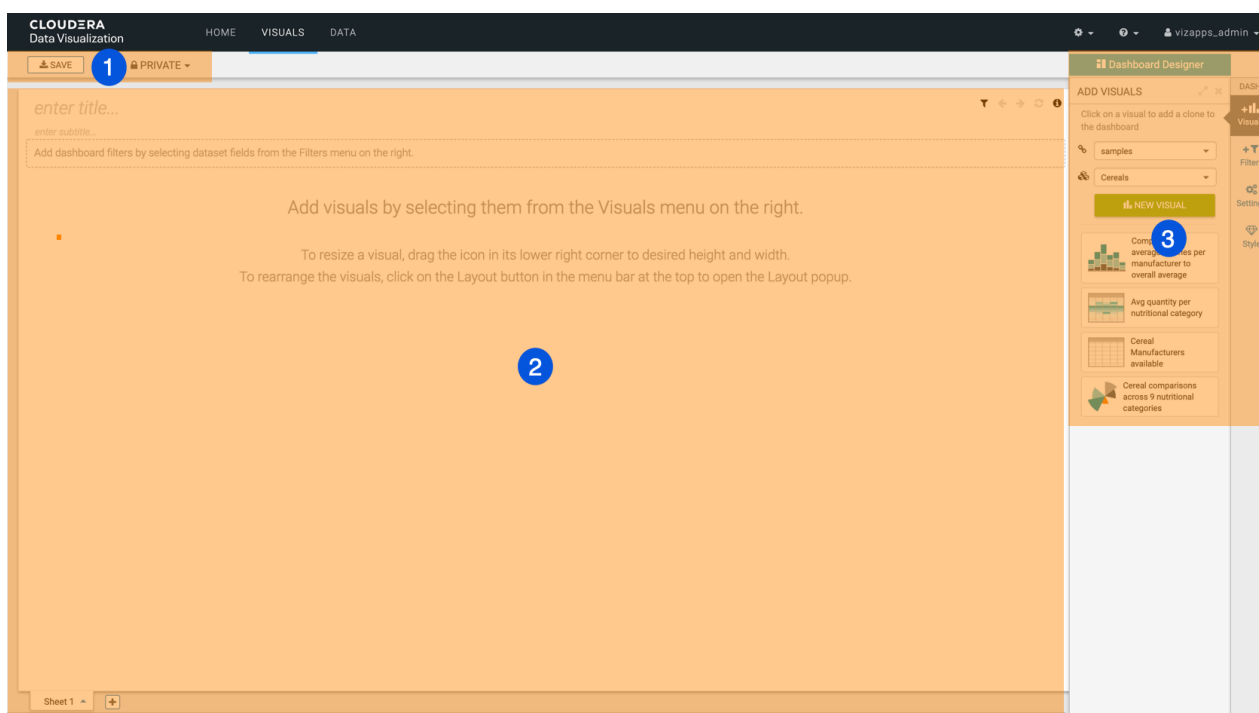 CLOUDERA
Data Visualization
HOME VISUALS DATA
vizapps_admin
SAVE
1
PRIVATE
Dashboard Designer
enter title...
enter subtitle...
Add dashboard filters by selecting dataset fields from the Filters menu on the right.
Add visuals by selecting them from the Visuals menu on the right.
To resize a visual, drag the icon in its lower right corner to desired height and width.
To rearrange the visuals, click on the Layout button in the menu bar at the top to open the Layout popup.
2
Sheet 1
ADD VISUALS
Click on a visual to add a clone to
the dashboard
samples
Cereals
NEW VISUAL
3
average
manufacturer to
overall average
Avg quantity per
nutritional category
Cereal
Manufacturers
available
Cereal comparisons
across 9 nutritional
categories
DASH
Visua
Filter
Setting
Style